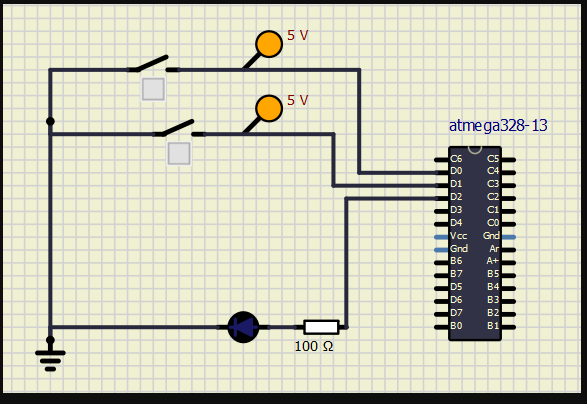 5 V
5 V
atmega328-13
C6 C5
D0 C4
D1 C3
D2 C2
D3 C1
D4 C0
Vcc Gnd
Gnd Ar
B6 A+
B7 B5
D5 B4
D6 B3
D7 B2
B0 B1
100 Ω